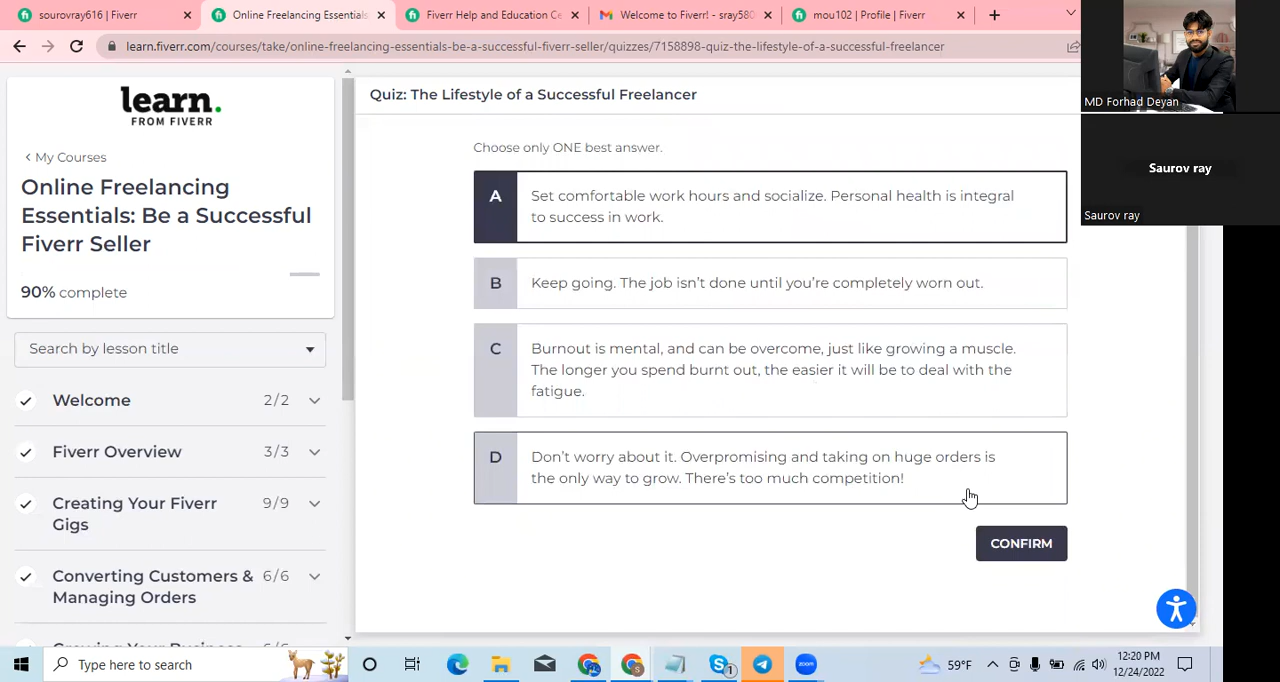 sourovray616 | Fiverr
Online Freelancing Essentials
Fiverr Help and Education Ce
Welcome to Fiverr! - sray580
mou102 | Profile | Fiverr
learn.fiverr.com/courses/take/online-freelancing-essentials-be-a-successful-fiverr-seller/quizzes/7158898-quiz-the-lifestyle-of-a-successful-freelancer
MD Forhad Deyan
Saurov ray
Saurov ray
learn.
FROM FIVERR
My Courses
Online Freelancing
Essentials: Be a Successful
Fiverr Seller
90% complete
Search by lesson title
Welcome 2/2
Fiverr Overview 3/3
Creating Your Fiverr 9/9
Gigs
Converting Customers & 6/6
Managing Orders
Quiz: The Lifestyle of a Successful Freelancer
Choose only ONE best answer.
A Set comfortable work hours and socialize. Personal health is integral
to success in work.
B Keep going. The job isn't done until you're completely worn out.
C Burnout is mental, and can be overcome, just like growing a muscle.
The longer you spend burnt out, the easier it will be to deal with the
fatigue.
D Don't worry about it. Overpromising and taking on huge orders is
the only way to grow. There's too much competition!
CONFIRM
Type here to search
zoom
1
59°F
12:20 PM
12/24/2022